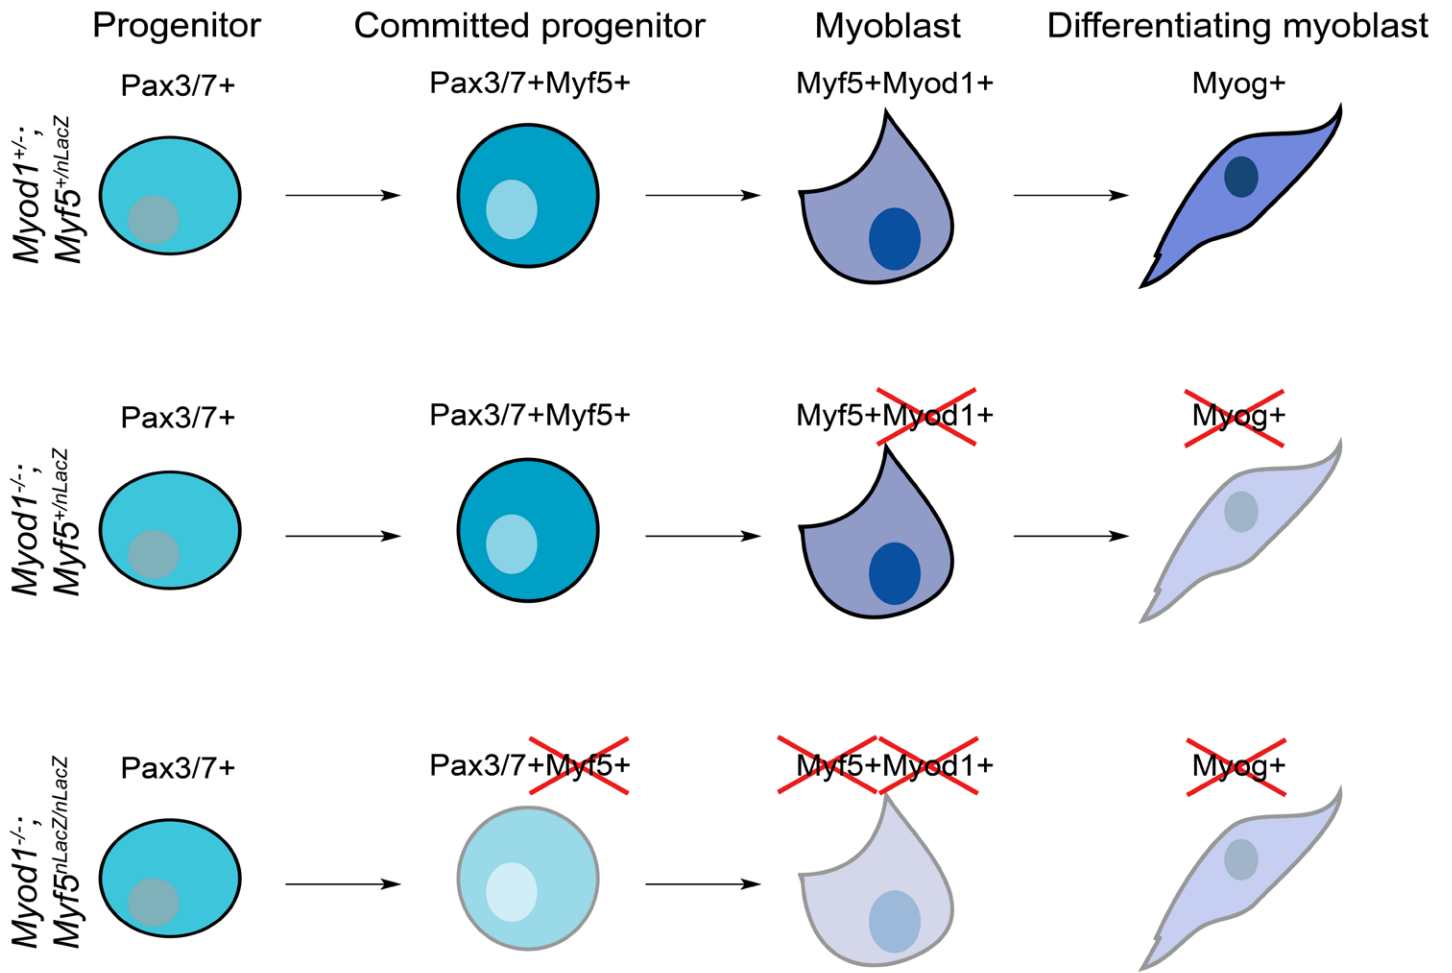 Progenitor Committed progenitor Myoblast Differentiating myoblast
Pax3/7+ Pax3/7+Myf5+ Myf5+Myod1+ Myog+
Myod1+/-;
Myf5+/nLacZ
Pax3/7+ Pax3/7+Myf5+ Myf5+Myod1+ Myog+
Myod1-/-;
Myf5+/nLacZ
Pax3/7+ Pax3/7+Myf5+ Myf5+Myod1+ Myog+
Myod1-/-;
Myf5nLacZ/nLacZ